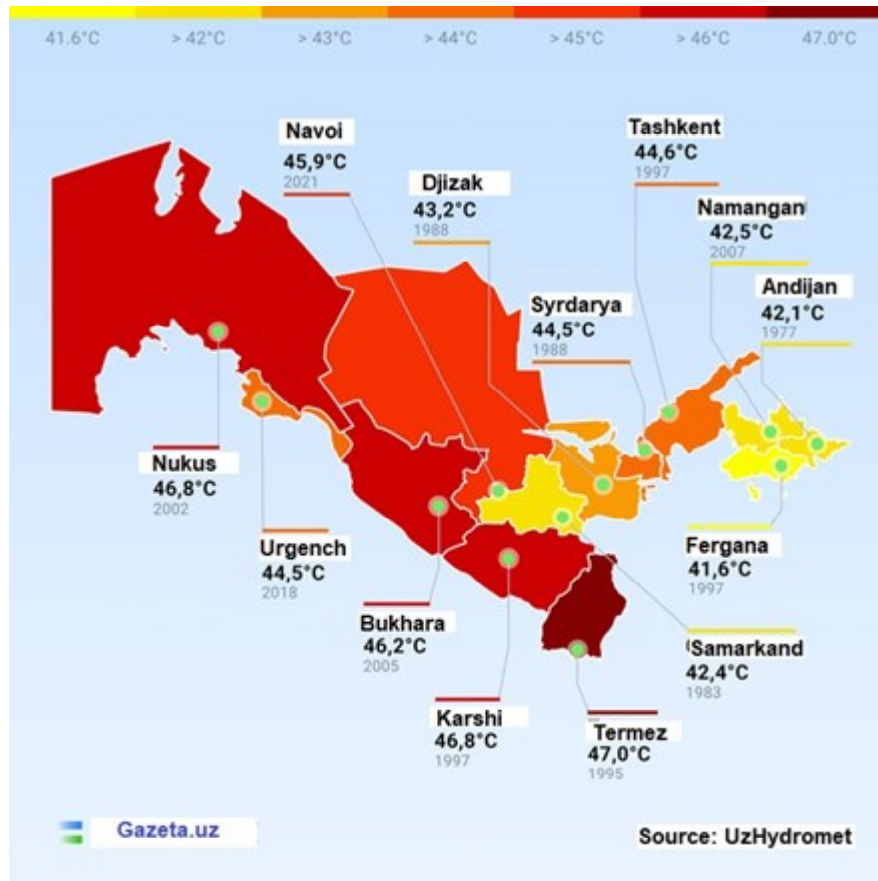 41.6°C > 42°C > 43°C > 44°C > 45°C > 46°C 47.0°C
Navoi
45,9°C
2021
Djizak
43,2°C
1988
Tashkent
44,6°C
1997
Namangan
42,5°C
2007
Andijan
42,1°C
1977
Syrdarya
44,5°C
1988
Nukus
46,8°C
2002
Urgench
44,5°C
2018
Bukhara
46,2°C
2005
Karshi
46,8°C
1997
Termez
47,0°C
1995
Fergana
41,6°C
1997
Samarkand
42,4°C
1983
Gazeta.uz
Source: UzHydromet